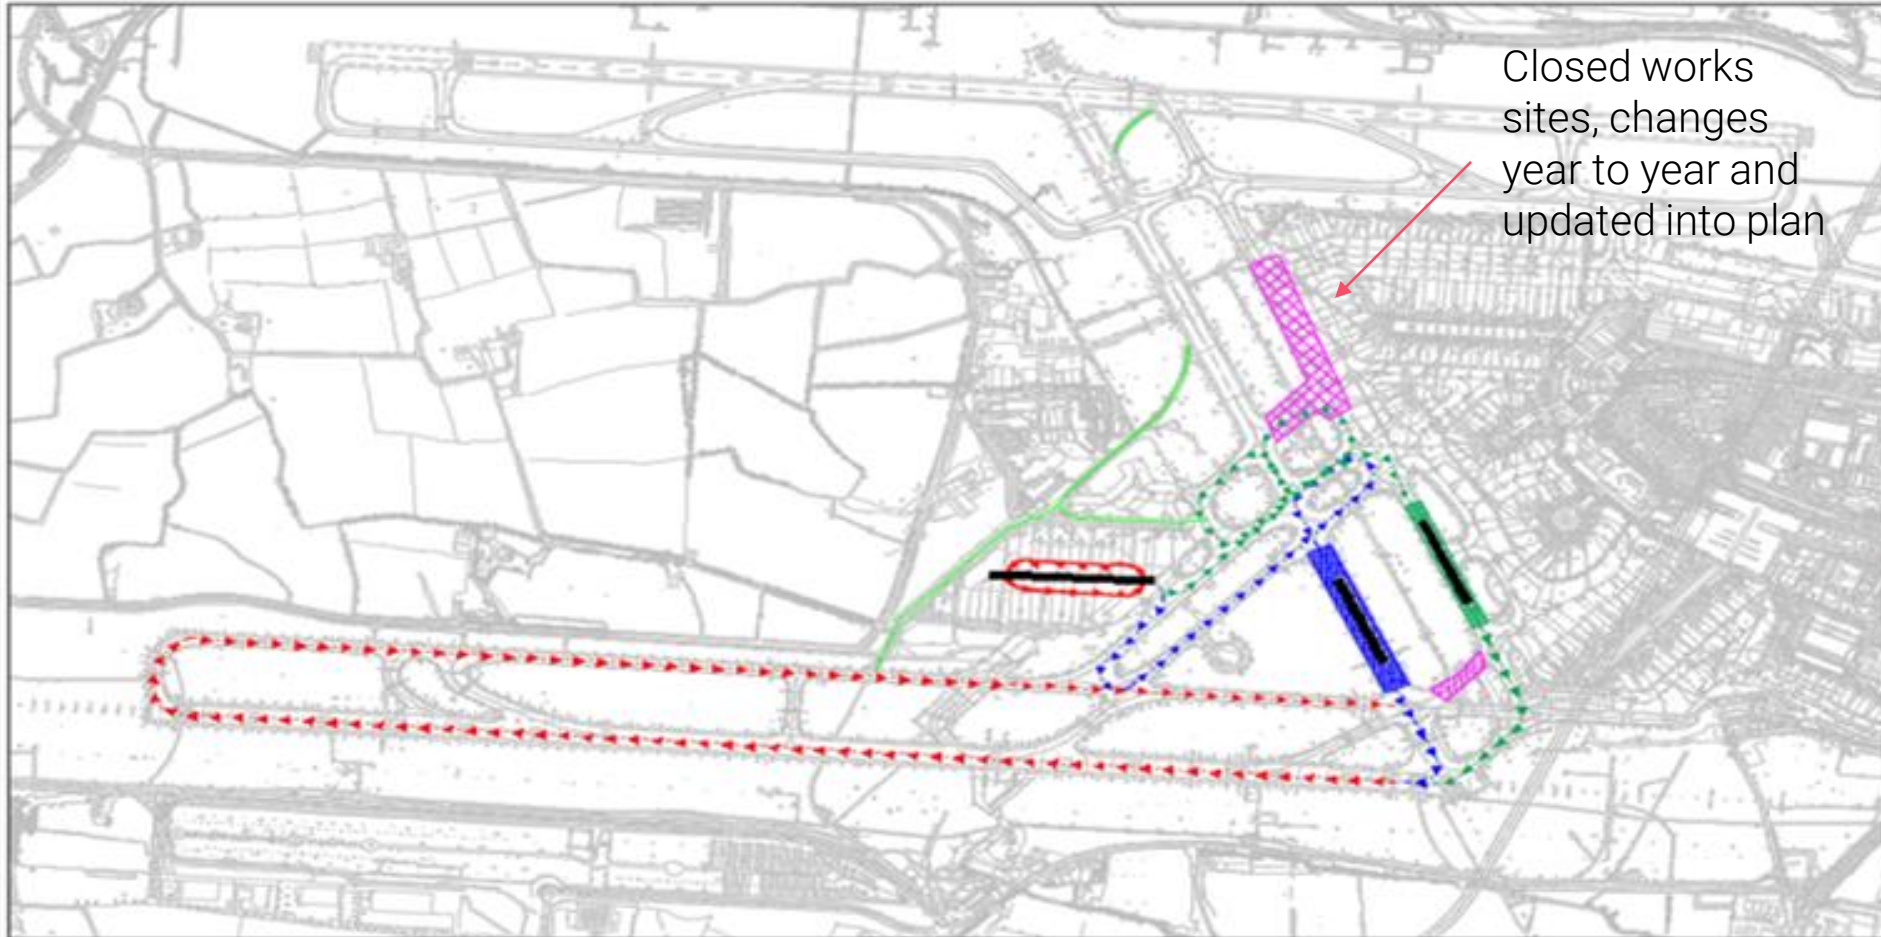 Closed works
sites, changes
year to year and
updated into plan